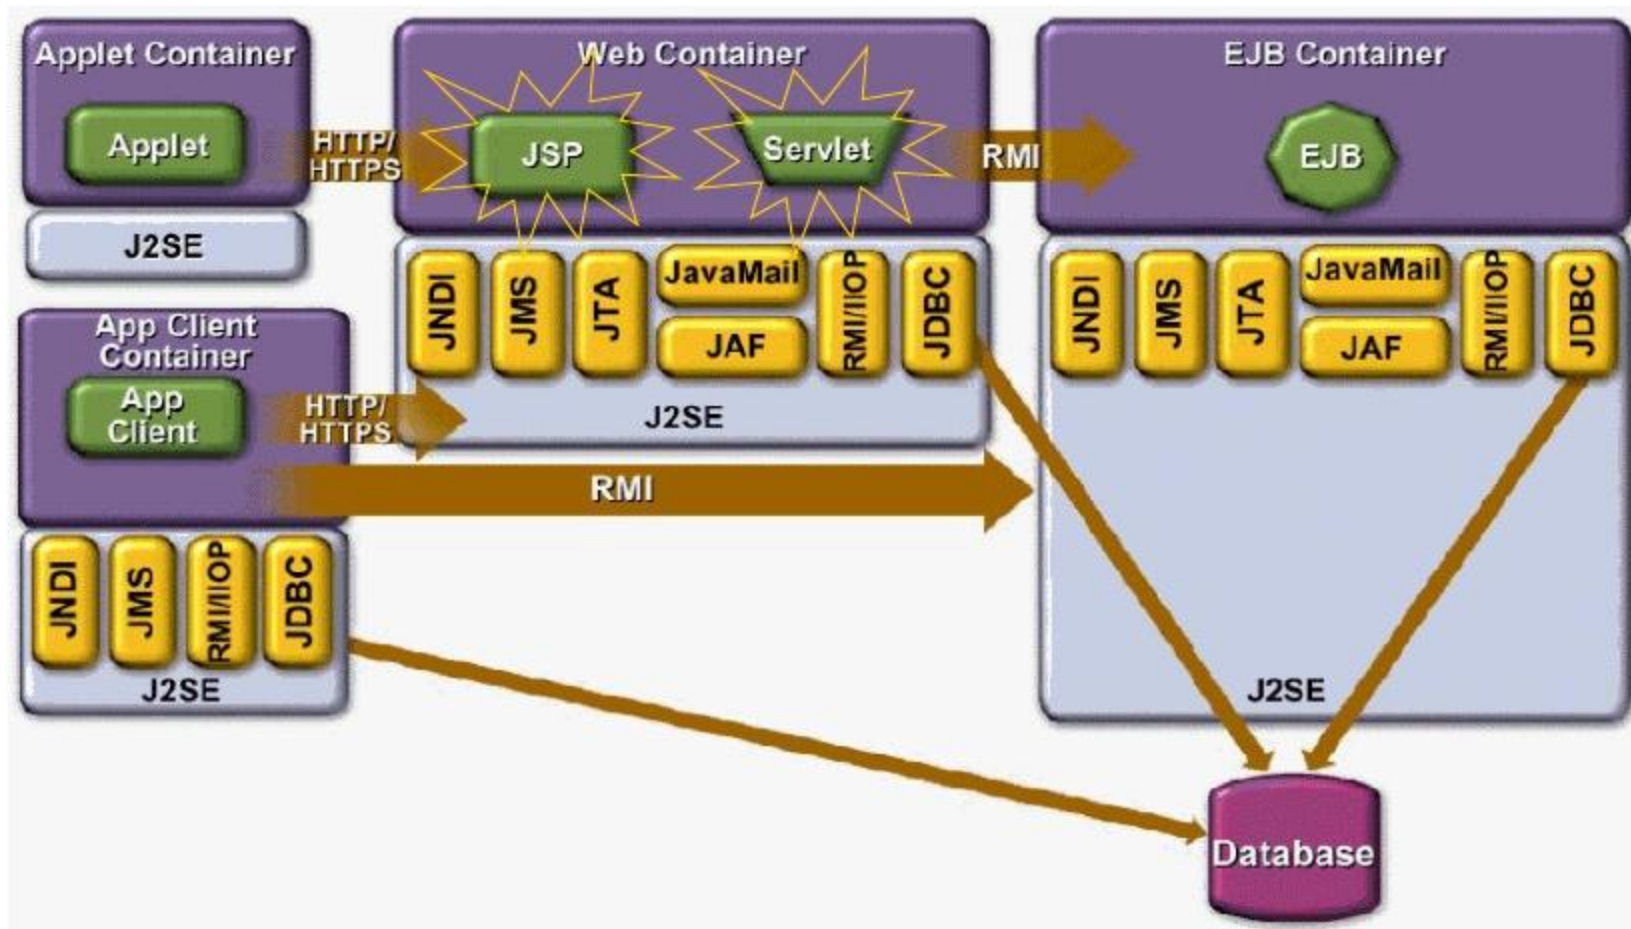 Applet Container
Applet
J2SE
HTTP/
HTTPS
Web Container
JSP
Servlet
JNDI
JMS
JTA
JavaMail
JAF
RMI/IIOP
JDBC
J2SE
RMI
EJB Container
EJB
JNDI
JMS
JTA
JavaMail
JAF
RMI/IIOP
JDBC
J2SE
App Client
Container
App
Client
HTTP/
HTTPS
RMI
JNDI
JMS
RMI/IIOP
JDBC
J2SE
Database